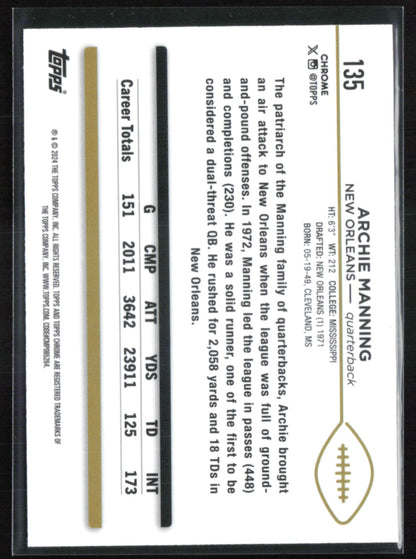 135
CHROME
@TOPPS
ARCHIE MANNING
NEW ORLEANS — quarterback
HT: 6'3" WT: 212 COLLEGE: MISSISSIPPI
DRAFTED: NEW ORLEANS (1) 1971
BORN: 05-19-49, CLEVELAND, MS
The patriarch of the Manning family of quarterbacks, Archie brought
an air attack to New Orleans when the league was full of ground-
and-pound offenses. In 1972, Manning led the league in passes (448)
and completions (230). He was a solid runner, one of the first to be
considered a dual-threat QB. He rushed for 2,058 yards and 18 TDs in
New Orleans.
G CMP ATT YDS TD INT
Career Totals 151 2011 3642 23911 125 173
topps
® & © 2024 THE TOPPS COMPANY, INC. ALL RIGHTS RESERVED. TOPPS AND TOPPS CHROME ARE REGISTERED TRADEMARKS OF
THE TOPPS COMPANY, INC. WWW.TOPPS.COM.